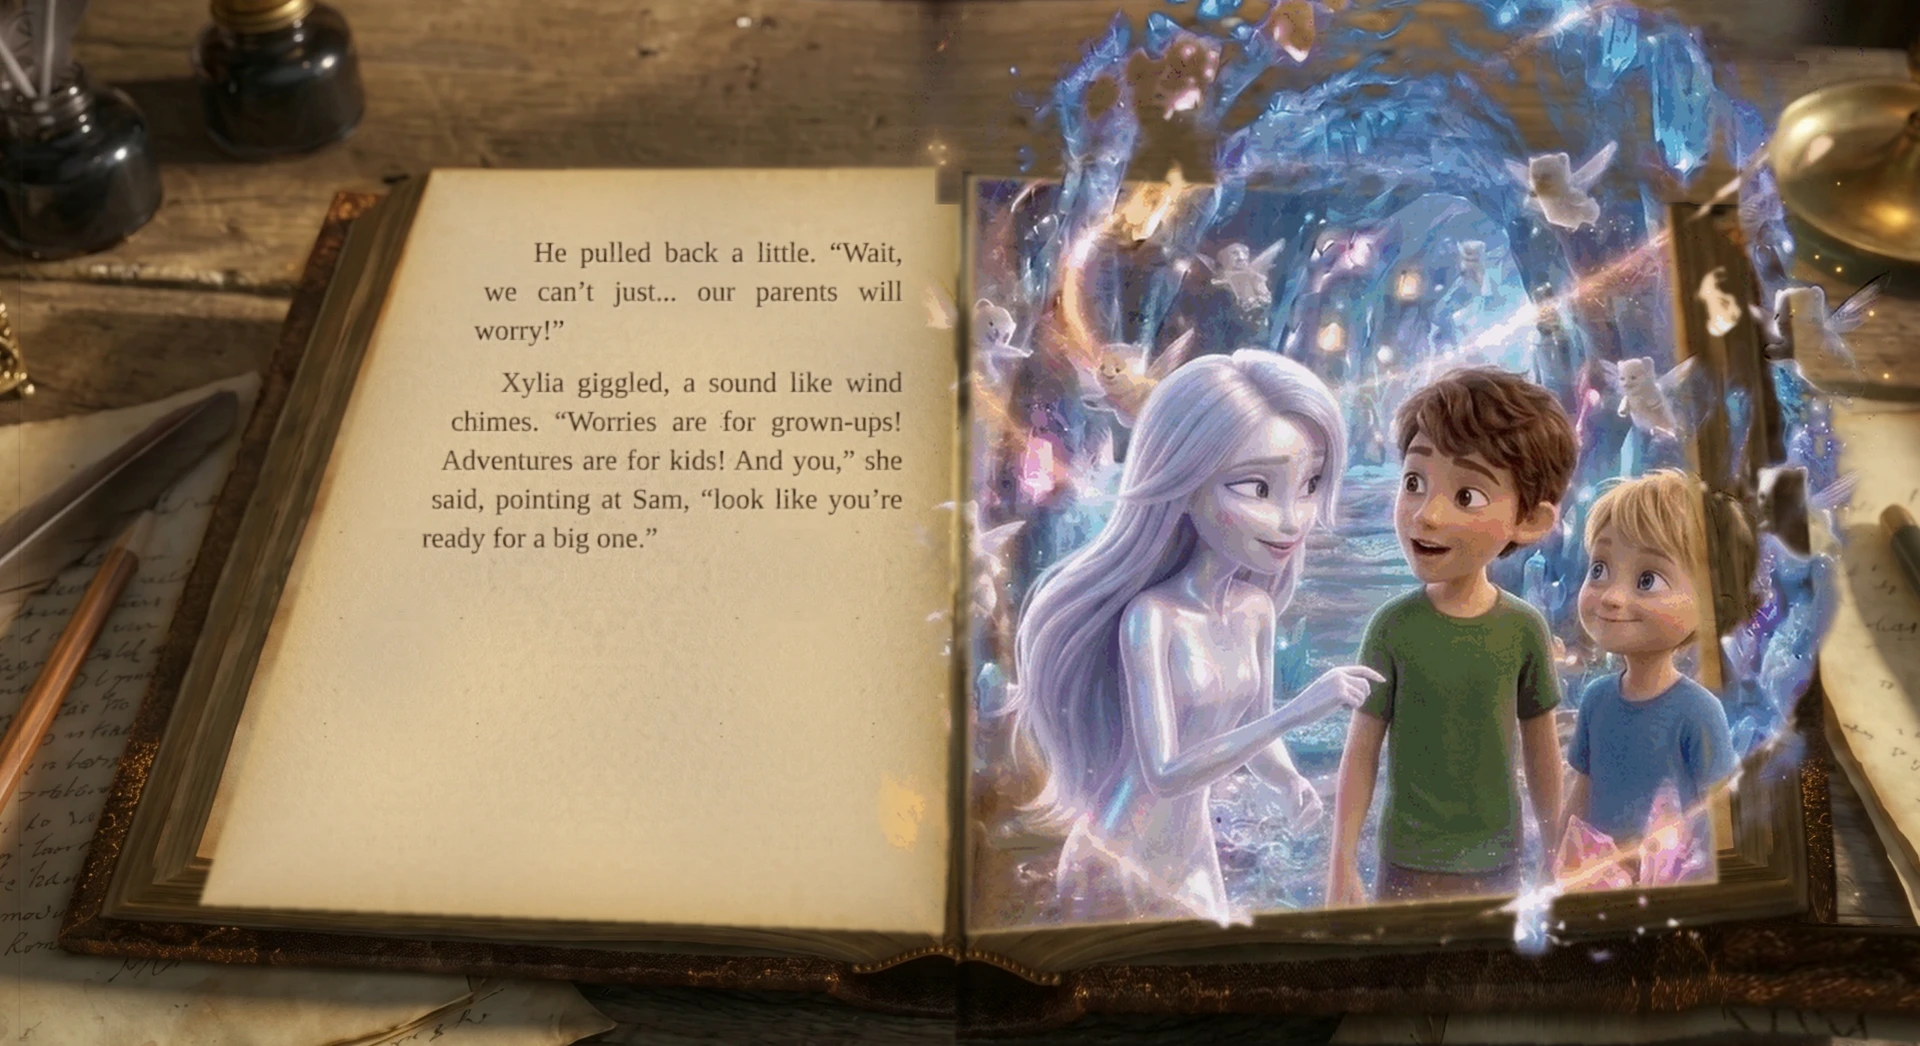 He pulled back a little. “Wait,
we can’t just... our parents will
worry!”
Xylia giggled, a sound like wind
chimes. “Worries are for grown-ups!
Adventures are for kids! And you,” she
said, pointing at Sam, “look like you’re
ready for a big one.”